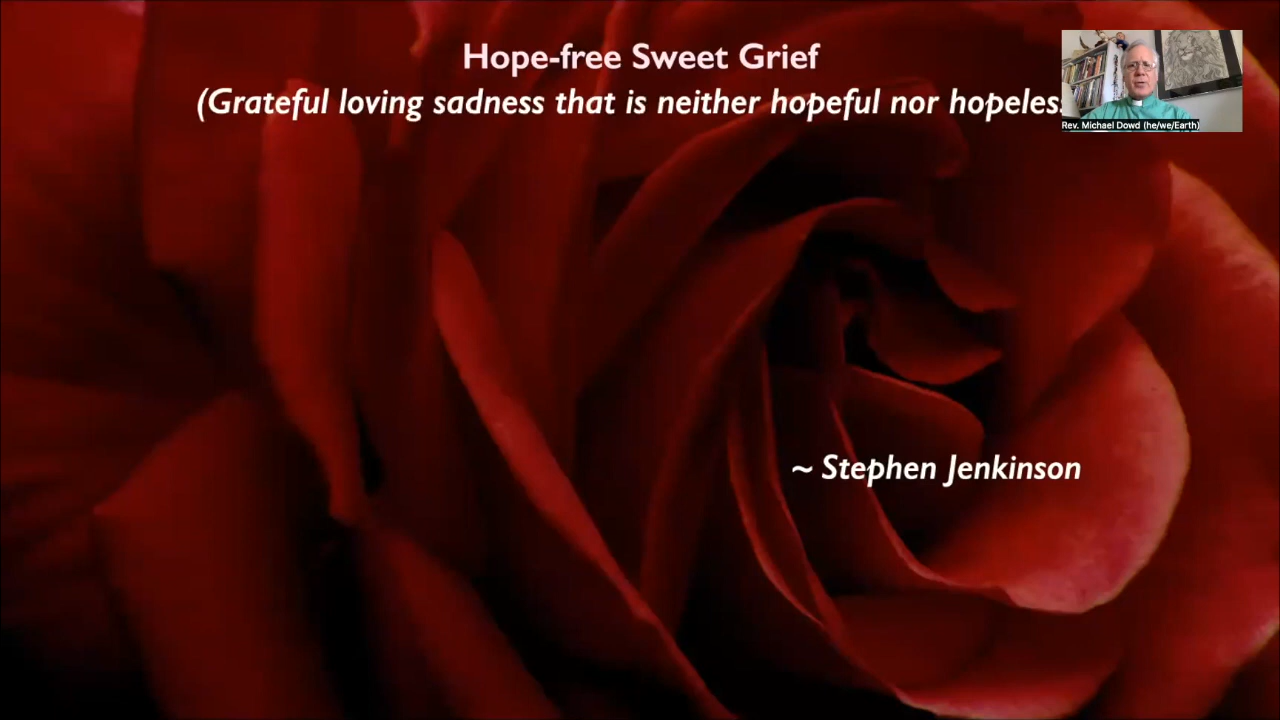 Hope-free Sweet Grief
(Grateful loving sadness that is neither hopeful nor hopeless
Rev. Michael Dowd (he/we/Earth)
~ Stephen Jenkinson